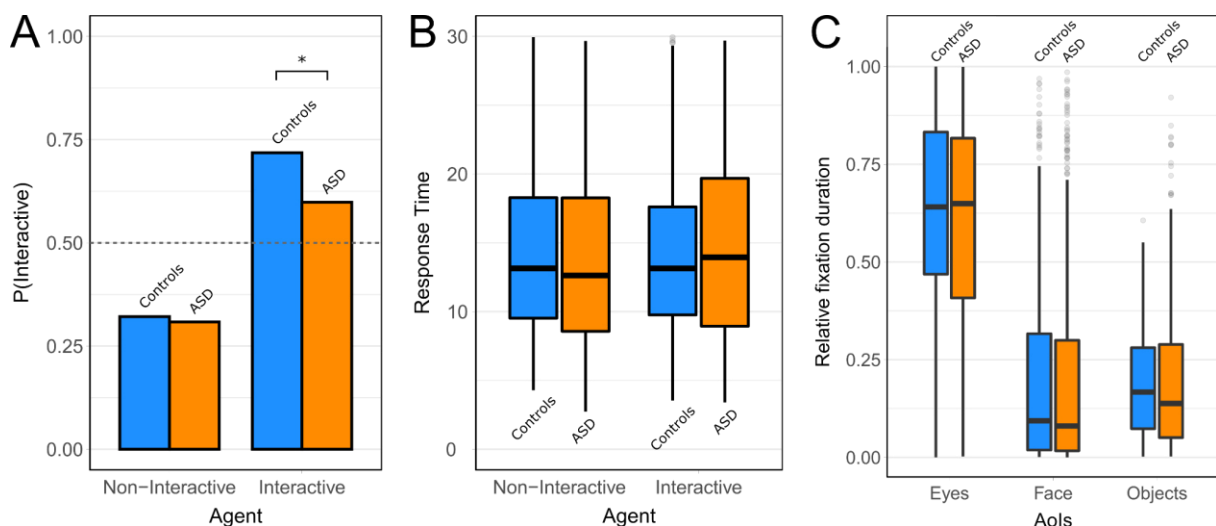 A
P(Interactive)
1.00
0.75
0.50
0.25
0.00
*
Controls
ASD
Controls
ASD
Non−Interactive
Interactive
Agent
B
Response Time
30
20
10
0
Controls
ASD
Controls
ASD
Non−Interactive
Interactive
Agent
C
Controls
ASD
Controls
ASD
Controls
ASD
Relative fixation duration
1.00
0.75
0.50
0.25
0.00
Eyes
Face
Objects
AoIs